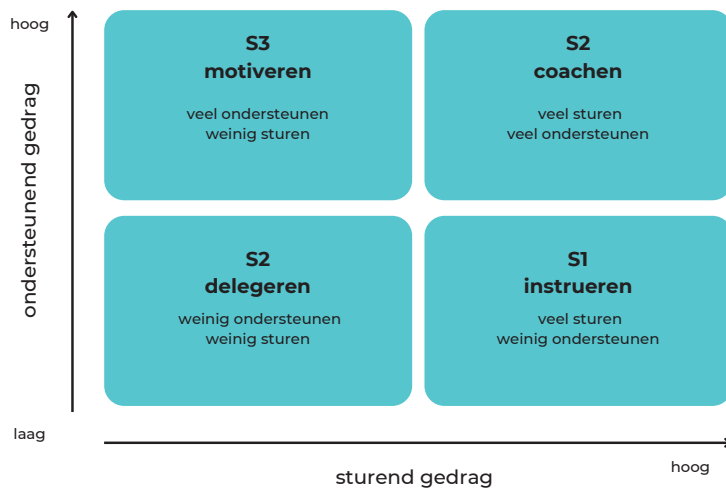 hoog
ondersteunend gedrag
S3
motiveren
veel ondersteunen
weinig sturen
S2
coachen
veel sturen
veel ondersteunen
S2
delegeren
weinig ondersteunen
weinig sturen
S1
instrueren
veel sturen
weinig ondersteunen
laag
sturend gedrag
hoog